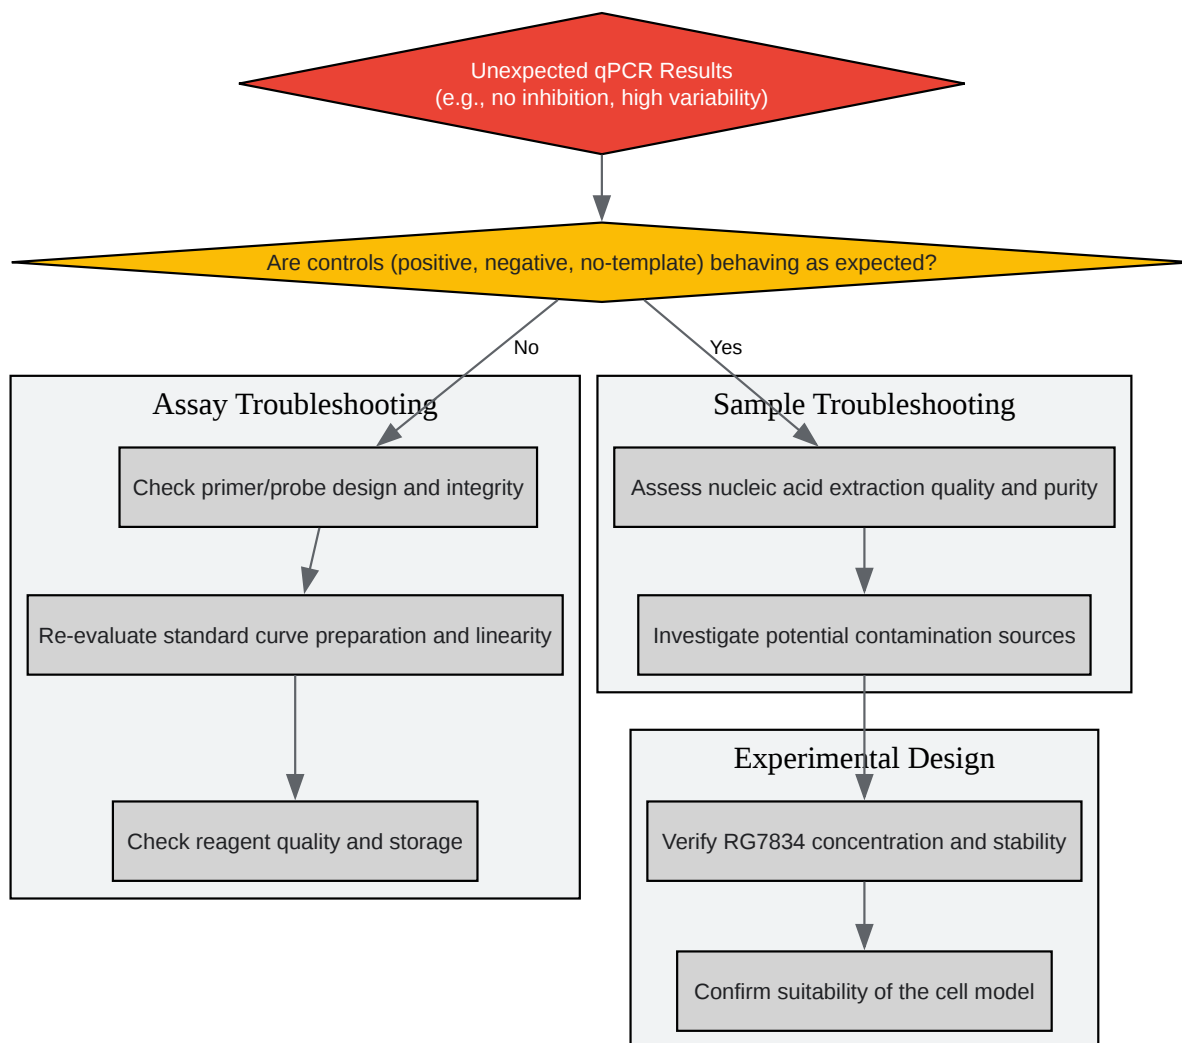 Unexpected qPCR Results
(e.g., no inhibition, high variability)
Are controls (positive, negative, no-template) behaving as expected?
No
Yes
Assay Troubleshooting
Check primer/probe design and integrity
Re-evaluate standard curve preparation and linearity
Check reagent quality and storage
Sample Troubleshooting
Assess nucleic acid extraction quality and purity
Investigate potential contamination sources
Experimental Design
Verify RG7834 concentration and stability
Confirm suitability of the cell model